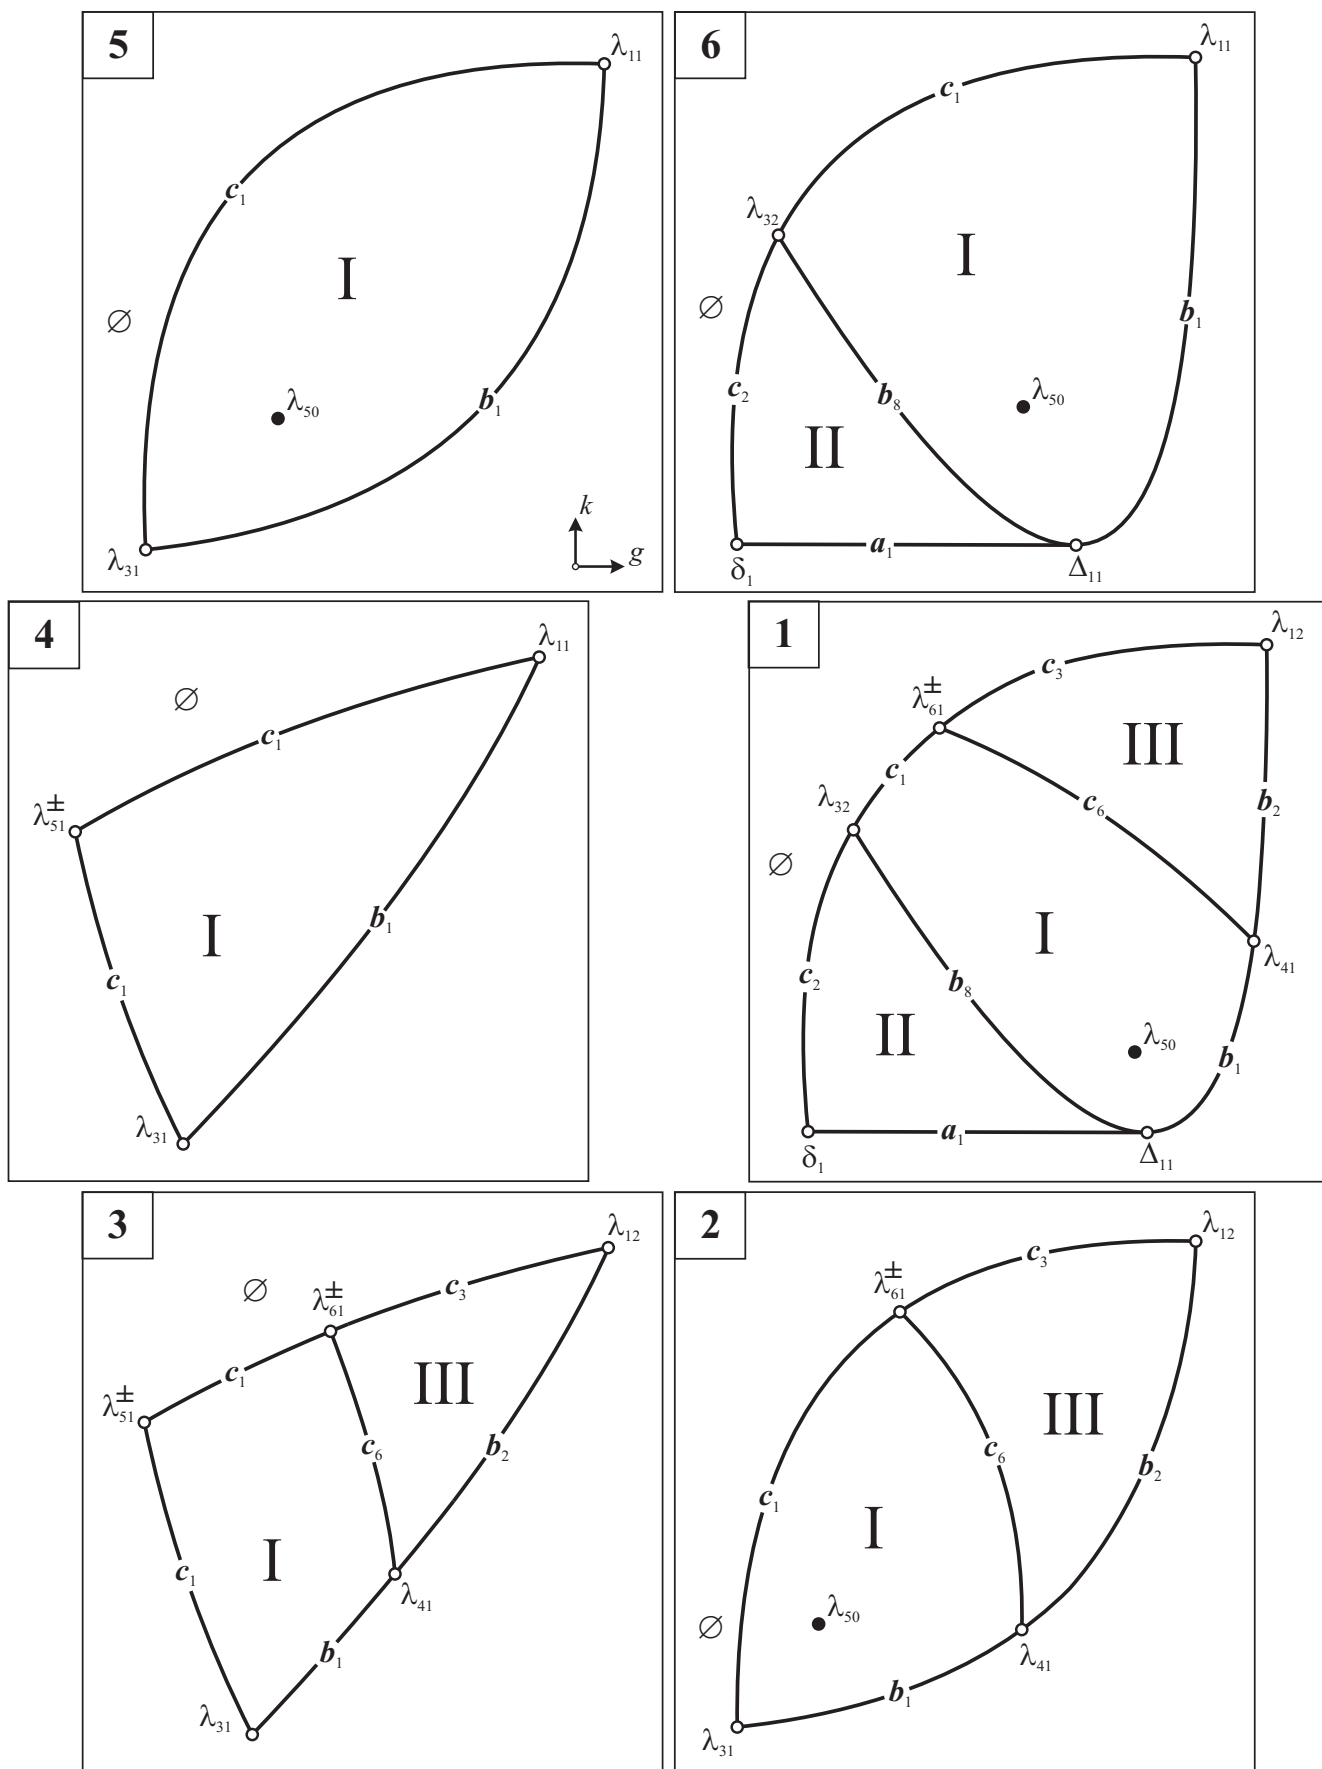 5
λ₁₁
c₁
I
∅
λ₅₀
b₁
k
g
λ₃₁
6
λ₁₁
c₁
λ₃₂
I
∅
b₁
c₂
b₈
λ₅₀
II
a₁
δ₁
Δ₁₁
4
λ₁₁
∅
c₁
λ₅₁±
b₁
I
c₁
λ₃₁
1
λ₁₂
c₃
λ₆₁±
III
c₁
λ₃₂
c₆
b₂
∅
I
λ₄₁
c₂
b₈
II
λ₅₀
b₁
a₁
δ₁
Δ₁₁
3
λ₁₂
∅
c₃
λ₆₁±
c₁
III
λ₅₁±
c₆
b₂
I
c₁
λ₄₁
b₁
λ₃₁
2
λ₁₂
c₃
λ₆₁±
III
c₆
b₂
c₁
I
λ₅₀
∅
λ₄₁
b₁
λ₃₁